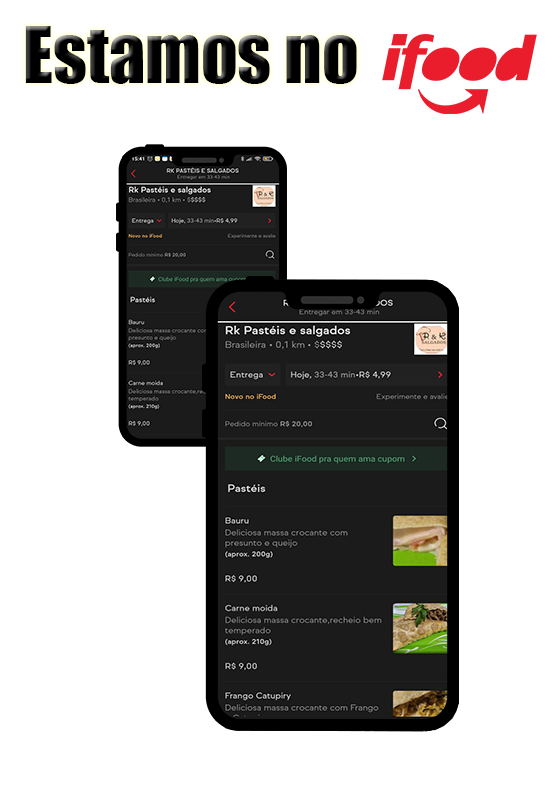 Estamos no ifood
15:41
RK PASTÉIS E SALGADOS
Entregar em 33-43 min
Rk Pastéis e salgados
Brasileira • 0,1 km • $$$$$
Entrega
Hoje, 33-43 min•R$ 4,99
Novo no iFood
Experimente e avalie
Pedido mínimo R$ 20,00
Clube iFood pra quem ama cupom
Pastéis
Bauru
Deliciosa massa crocante com
presunto e queijo
(aprox. 200g)
R$ 9,00
Carne moida
Deliciosa massa crocante,rech
temperado
(aprox. 210g)
R$ 9,00
Entregar em 33-43 min
Rk Pastéis e salgados
R & K
SALGADOS
Brasileira • 0,1 km • $$$$$
Entrega
Hoje, 33-43 min•R$ 4,99
Novo no iFood
Experimente e avalie
Pedido mínimo R$ 20,00
Clube iFood pra quem ama cupom
Pastéis
Bauru
Deliciosa massa crocante com
presunto e queijo
(aprox. 200g)
R$ 9,00
Carne moida
Deliciosa massa crocante,recheio bem
temperado
(aprox. 210g)
R$ 9,00
Frango Catupiry
Deliciosa massa crocante com Frango